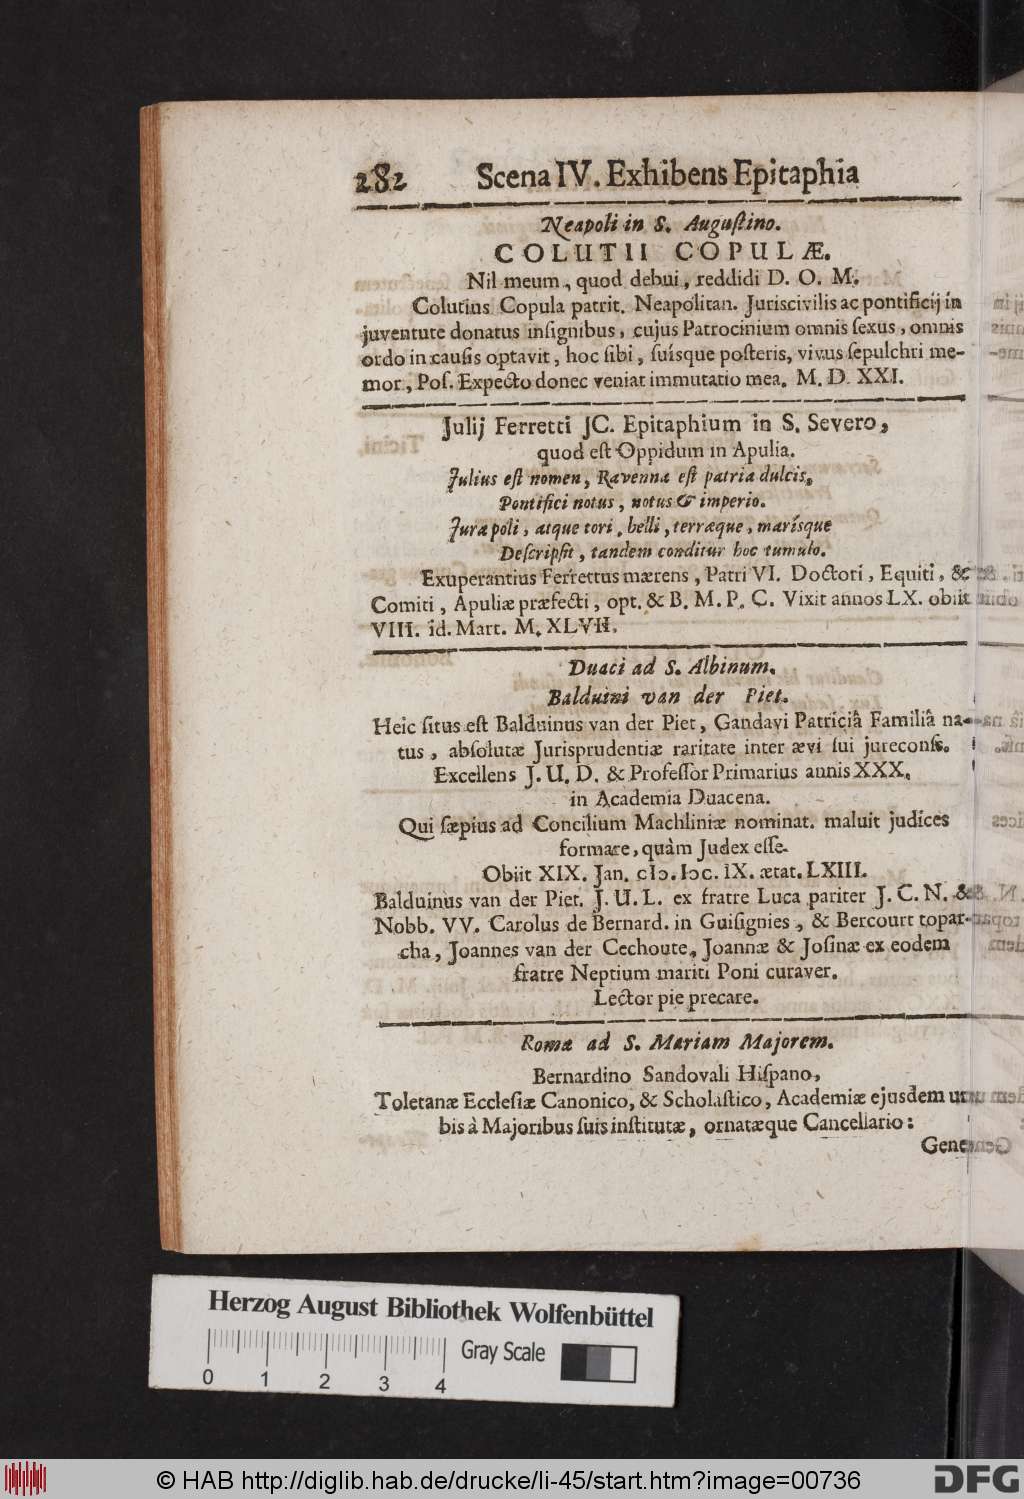 282 Scena IV. Exhibens Epitaphia
Neapoli in S. Auguſtino.
COLUTII COPULÆ.
Nil meum, quod debui, reddidi D. O. M.
Colutius Copula patrit. Neapolitan. Juriscivilis ac pontificij in
juventute donatus inſignibus, cujus Patrocinium omnis ſexus, omnis
ordo in cauſis optavit, hoc ſibi, ſuísque poſteris, vivus ſepulchri me-
mor, Poſ. Expecto donec veniat immutatio mea. M. D. XXI.
Julij Ferretti JC. Epitaphium in S. Severo,
quod eſt Oppidum in Apulia.
Julius eſt nomen, Ravenna eſt patria dulcis,
Pontifici notus, notus & imperio.
Jura poli, atque tori, belli, terræque, marísque
Deſcripſit, tandem conditur hoc tumulo.
Exuperantius Ferrettus mærens, Patri VI. Doctori, Equiti, &
Comiti, Apuliæ præfecti, opt. & B. M. P. C. Vixit annos LX. obiit
VIII. id. Mart. M. XLVII.
Duaci ad S. Albinum.
Balduini van der Piet.
Heic ſitus eſt Balduinus van der Piet, Gandavi Patriciâ Familiâ na-
tus, abſolutæ Jurisprudentiæ raritate inter ævi ſui jureconſ.
Excellens J. U. D. & Profeſſor Primarius annis XXX.
in Academia Duacena.
Qui ſæpius ad Concilium Machliniæ nominat. maluit judices
formare, quàm Judex eſſe.
Obiit XIX. Jan. cIↄ. Iↄc. IX. ætat. LXIII.
Balduinus van der Piet. J. U. L. ex fratre Luca pariter J. C. N. &
Nobb. VV. Carolus de Bernard. in Guiſignies, & Bercourt topar-
cha, Joannes van der Cechoute, Joannæ & Joſinæ ex eodem
fratre Neptium mariti Poni curaver.
Lector pie precare.
Romæ ad S. Mariam Majorem.
Bernardino Sandovali Hiſpano,
Toletanæ Eccleſiæ Canonico, & Scholaſtico, Academiæ ejusdem ur
bis à Majoribus ſuis inſtitutæ, ornatæque Cancellario:
Gene
Herzog August Bibliothek Wolfenbüttel
Gray Scale
0 1 2 3 4
© HAB http://diglib.hab.de/drucke/li-45/start.htm?image=00736
DFG